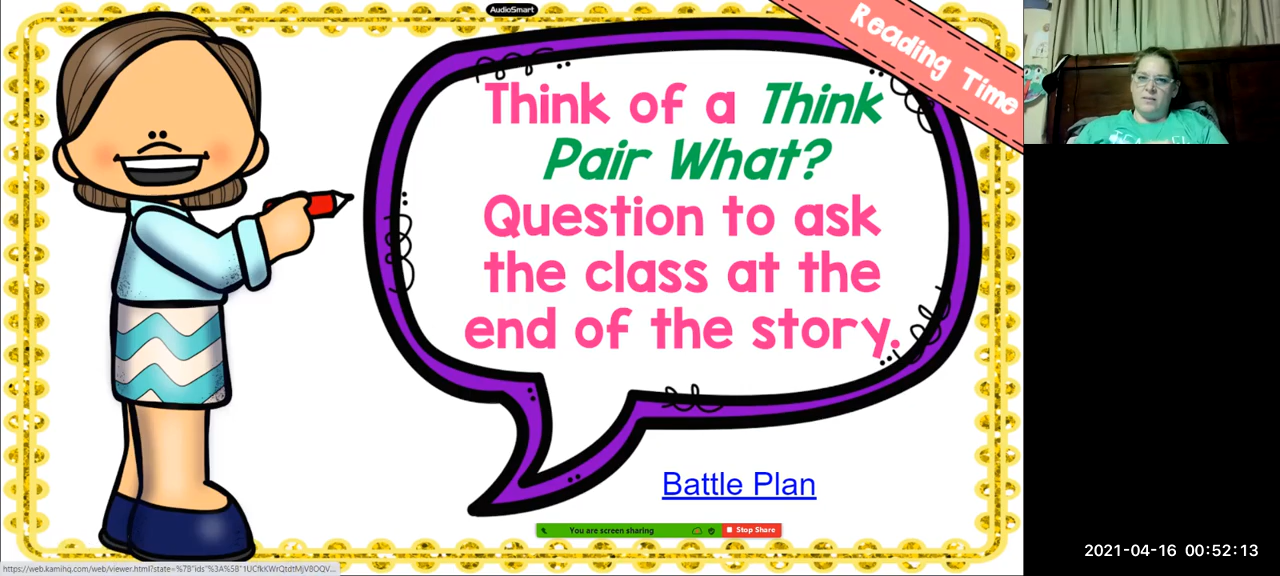 AudioSmart
Reading Time
Think of a Think
Pair What?
Question to ask
the class at the
end of the story.
Battle Plan
You are screen sharing
Stop Share
2021-04-16 00:52:13